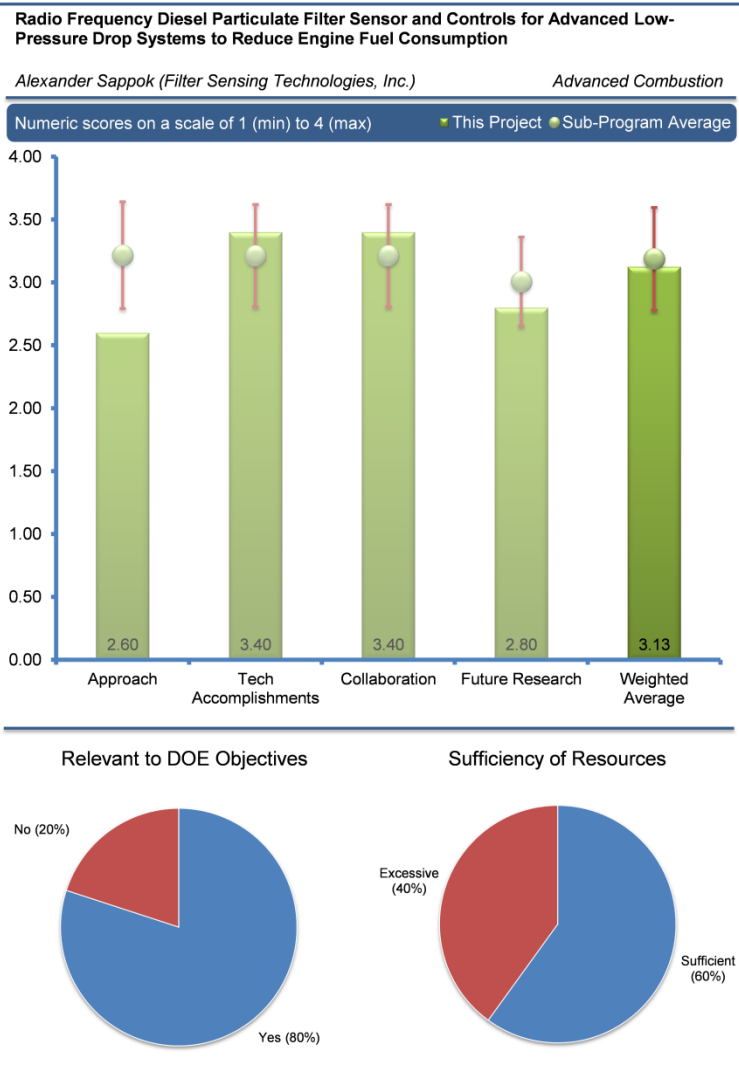 Radio Frequency Diesel Particulate Filter Sensor and Controls for Advanced Low-
Pressure Drop Systems to Reduce Engine Fuel Consumption
Alexander Sappok (Filter Sensing Technologies, Inc.) Advanced Combustion
Numeric scores on a scale of 1 (min) to 4 (max) This Project Sub-Program Average
4.00
3.50
3.00
2.50
2.00
1.50
1.00
0.50
0.00
2.60 3.40 3.40 2.80 3.13
Approach Tech Collaboration Future Research Weighted
Accomplishments Average
Relevant to DOE Objectives Sufficiency of Resources
No (20%)
Yes (80%)
Excessive
(40%)
Sufficient
(60%)